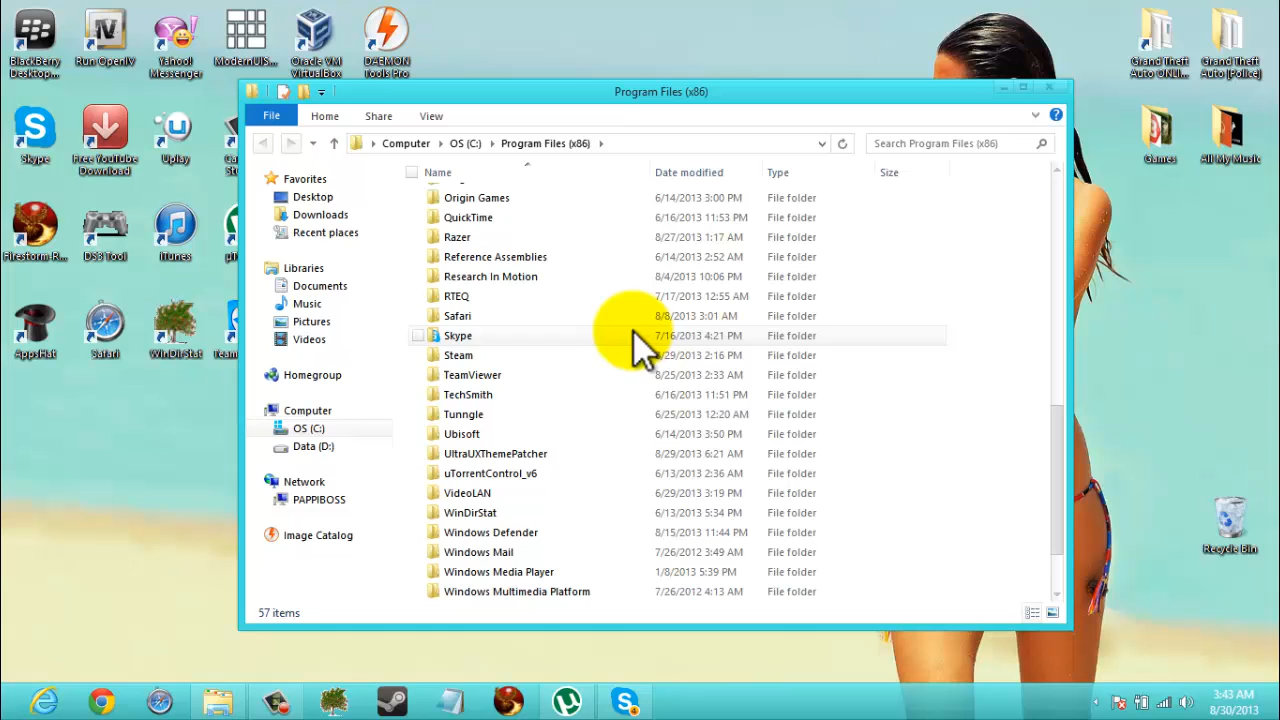 BlackBerry Desktop...
Run OpenIV
Yahoo! Messenger
ModernUIS...
Oracle VM VirtualBox
DAEMON Tools Pro
Grand Theft Auto ONLI...
Grand Theft Auto [Police]
Skype
Free YouTube Download
Uplay
Games
All My Music
Firestorm-R...
DS3 Tool
iTunes
AppsHat
Safari
WinDirStat
Recycle Bin
Program Files (x86)
File
Home
Share
View
Computer
OS (C:)
Program Files (x86)
Search Program Files (x86)
Favorites
Desktop
Downloads
Recent places
Libraries
Documents
Music
Pictures
Videos
Homegroup
Computer
OS (C:)
Data (D:)
Network
PAPPIBOSS
Image Catalog
Name Date modified Type Size
Origin Games 6/14/2013 3:00 PM File folder
QuickTime 6/16/2013 11:53 PM File folder
Razer 8/27/2013 1:17 AM File folder
Reference Assemblies 6/14/2013 2:52 AM File folder
Research In Motion 8/4/2013 10:06 PM File folder
RTEQ 7/17/2013 12:55 AM File folder
Safari 8/8/2013 3:01 AM File folder
Skype 7/16/2013 4:21 PM File folder
Steam /29/2013 2:16 PM File folder
TeamViewer 8/25/2013 2:33 AM File folder
TechSmith 6/16/2013 11:51 PM File folder
Tunngle 6/25/2013 12:20 AM File folder
Ubisoft 6/14/2013 3:50 PM File folder
UltraUXThemePatcher 8/29/2013 6:21 AM File folder
uTorrentControl_v6 6/13/2013 2:36 AM File folder
VideoLAN 6/29/2013 3:19 PM File folder
WinDirStat 6/13/2013 5:34 PM File folder
Windows Defender 8/15/2013 11:44 PM File folder
Windows Mail 7/26/2012 3:49 AM File folder
Windows Media Player 1/8/2013 5:39 PM File folder
Windows Multimedia Platform 7/26/2012 4:13 AM File folder
57 items
3:43 AM
8/30/2013